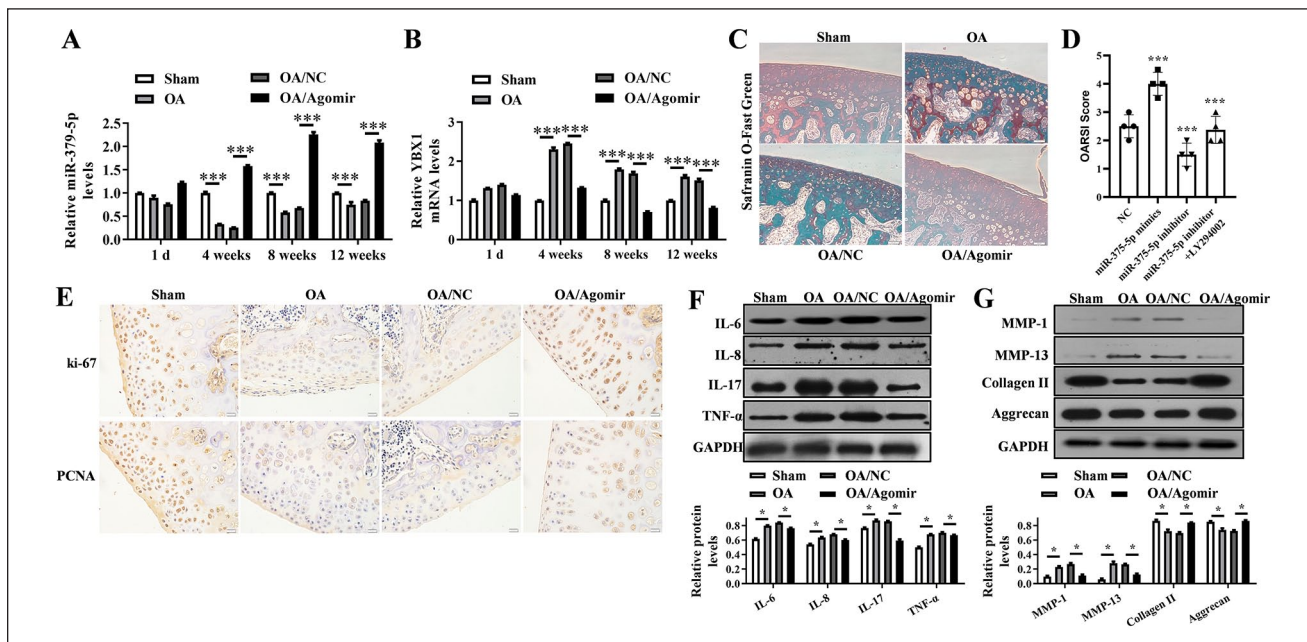 A
Sham
OA
OA/NC
OA/Agomir
Relative miR-379-5p
levels
2.5
2.0
1.5
1.0
0.5
0.0
***
***
***
***
***
***
1 d
4 weeks
8 weeks
12 weeks
B
Sham
OA
OA/NC
OA/Agomir
Relative YBX1
mRNA levels
3
2
1
0
***
***
***
***
***
***
1 d
4 weeks
8 weeks
12 weeks
C
Sham
OA
Safranin O-Fast Green
OA/NC
OA/Agomir
D
OARSI Score
6
4
2
0
***
***
***
NC
miR-375-5p mimics
miR-375-5p inhibitor
miR-375-5p inhibitor
+LY294002
E
Sham
OA
OA/NC
OA/Agomir
ki-67
PCNA
F
Sham
OA
OA/NC
OA/Agomir
IL-6
IL-8
IL-17
TNF-α
GAPDH
Sham
OA
OA/NC
OA/Agomir
Relative protein
levels
0.8
0.6
0.4
0.2
0.0
*
*
*
*
*
*
*
*
IL-6
IL-8
IL-17
TNF-α
G
Sham
OA
OA/NC
OA/Agomir
MMP-1
MMP-13
Collagen II
Aggrecan
GAPDH
Sham
OA
OA/NC
OA/Agomir
Relative protein
levels
0.8
0.6
0.4
0.2
0.0
*
*
*
*
*
*
*
*
MMP-1
MMP-13
Collagen II
Aggrecan